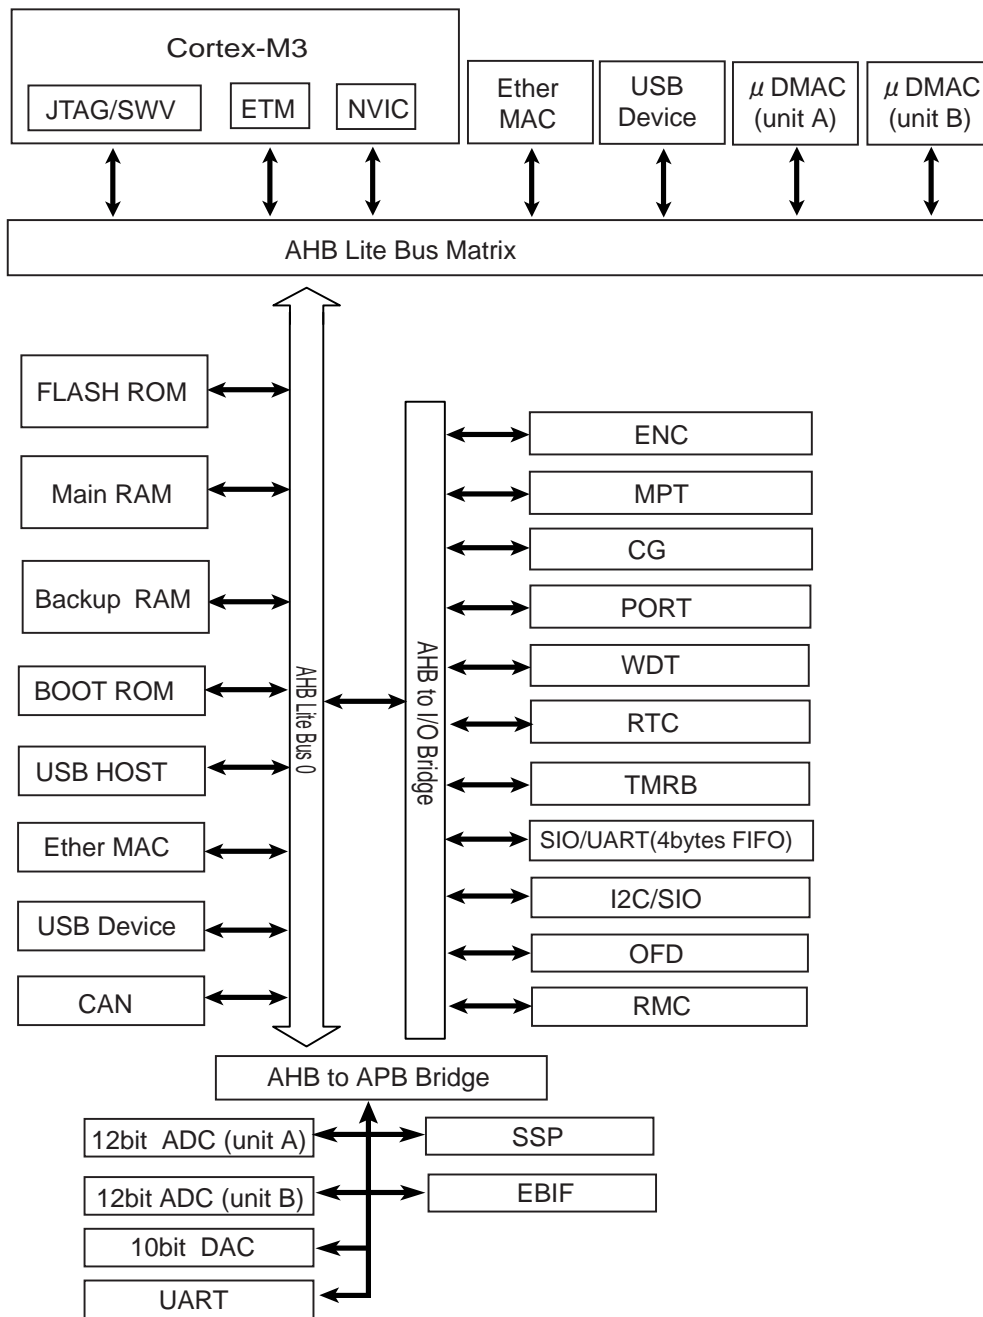 Cortex-M3
JTAG/SWV
ETM
NVIC
Ether
MAC
USB
Device
μ DMAC
(unit A)
μ DMAC
(unit B)
AHB Lite Bus Matrix
FLASH ROM
Main RAM
Backup RAM
BOOT ROM
USB HOST
Ether MAC
USB Device
CAN
AHB Lite Bus 0
AHB to I/O Bridge
ENC
MPT
CG
PORT
WDT
RTC
TMRB
SIO/UART(4bytes FIFO)
I2C/SIO
OFD
RMC
AHB to APB Bridge
12bit ADC (unit A)
12bit ADC (unit B)
10bit DAC
UART
SSP
EBIF